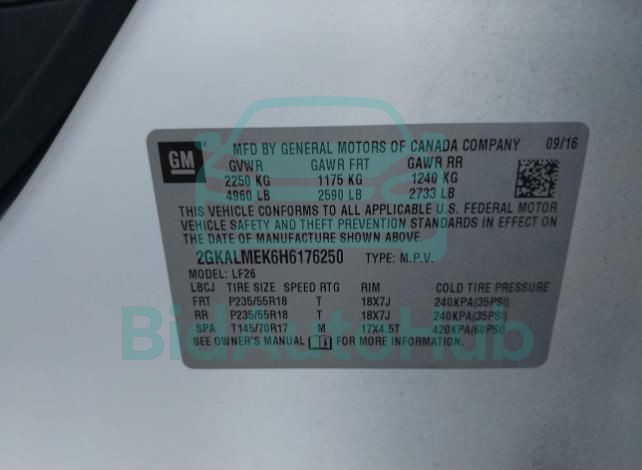 GM
MFD BY GENERAL MOTORS OF CANADA COMPANY 09/16
GVWR GAWR FRT GAWR RR
2250 KG 1175 KG 1240 KG
4960 LB 2590 LB 2733 LB
THIS VEHICLE CONFORMS TO ALL APPLICABLE U.S. FEDERAL MOTOR
VEHICLE SAFETY AND THEFT PREVENTION STANDARDS IN EFFECT ON
THE DATE OF MANUFACTURE SHOWN ABOVE.
2GKALMEK6H6176250 TYPE: M.P.V.
MODEL: LF26
LBCJ TIRE SIZE SPEED RTG RIM COLD TIRE PRESSURE
FRT P235/55R18 T 18X7J 240KPA(35PSI)
RR P235/55R18 T 18X7J 240KPA(35PSI)
SPA T145/70R17 M 17X4.5T 420KPA(60PSI)
SEE OWNER'S MANUAL FOR MORE INFORMATION.
BidAutoHub